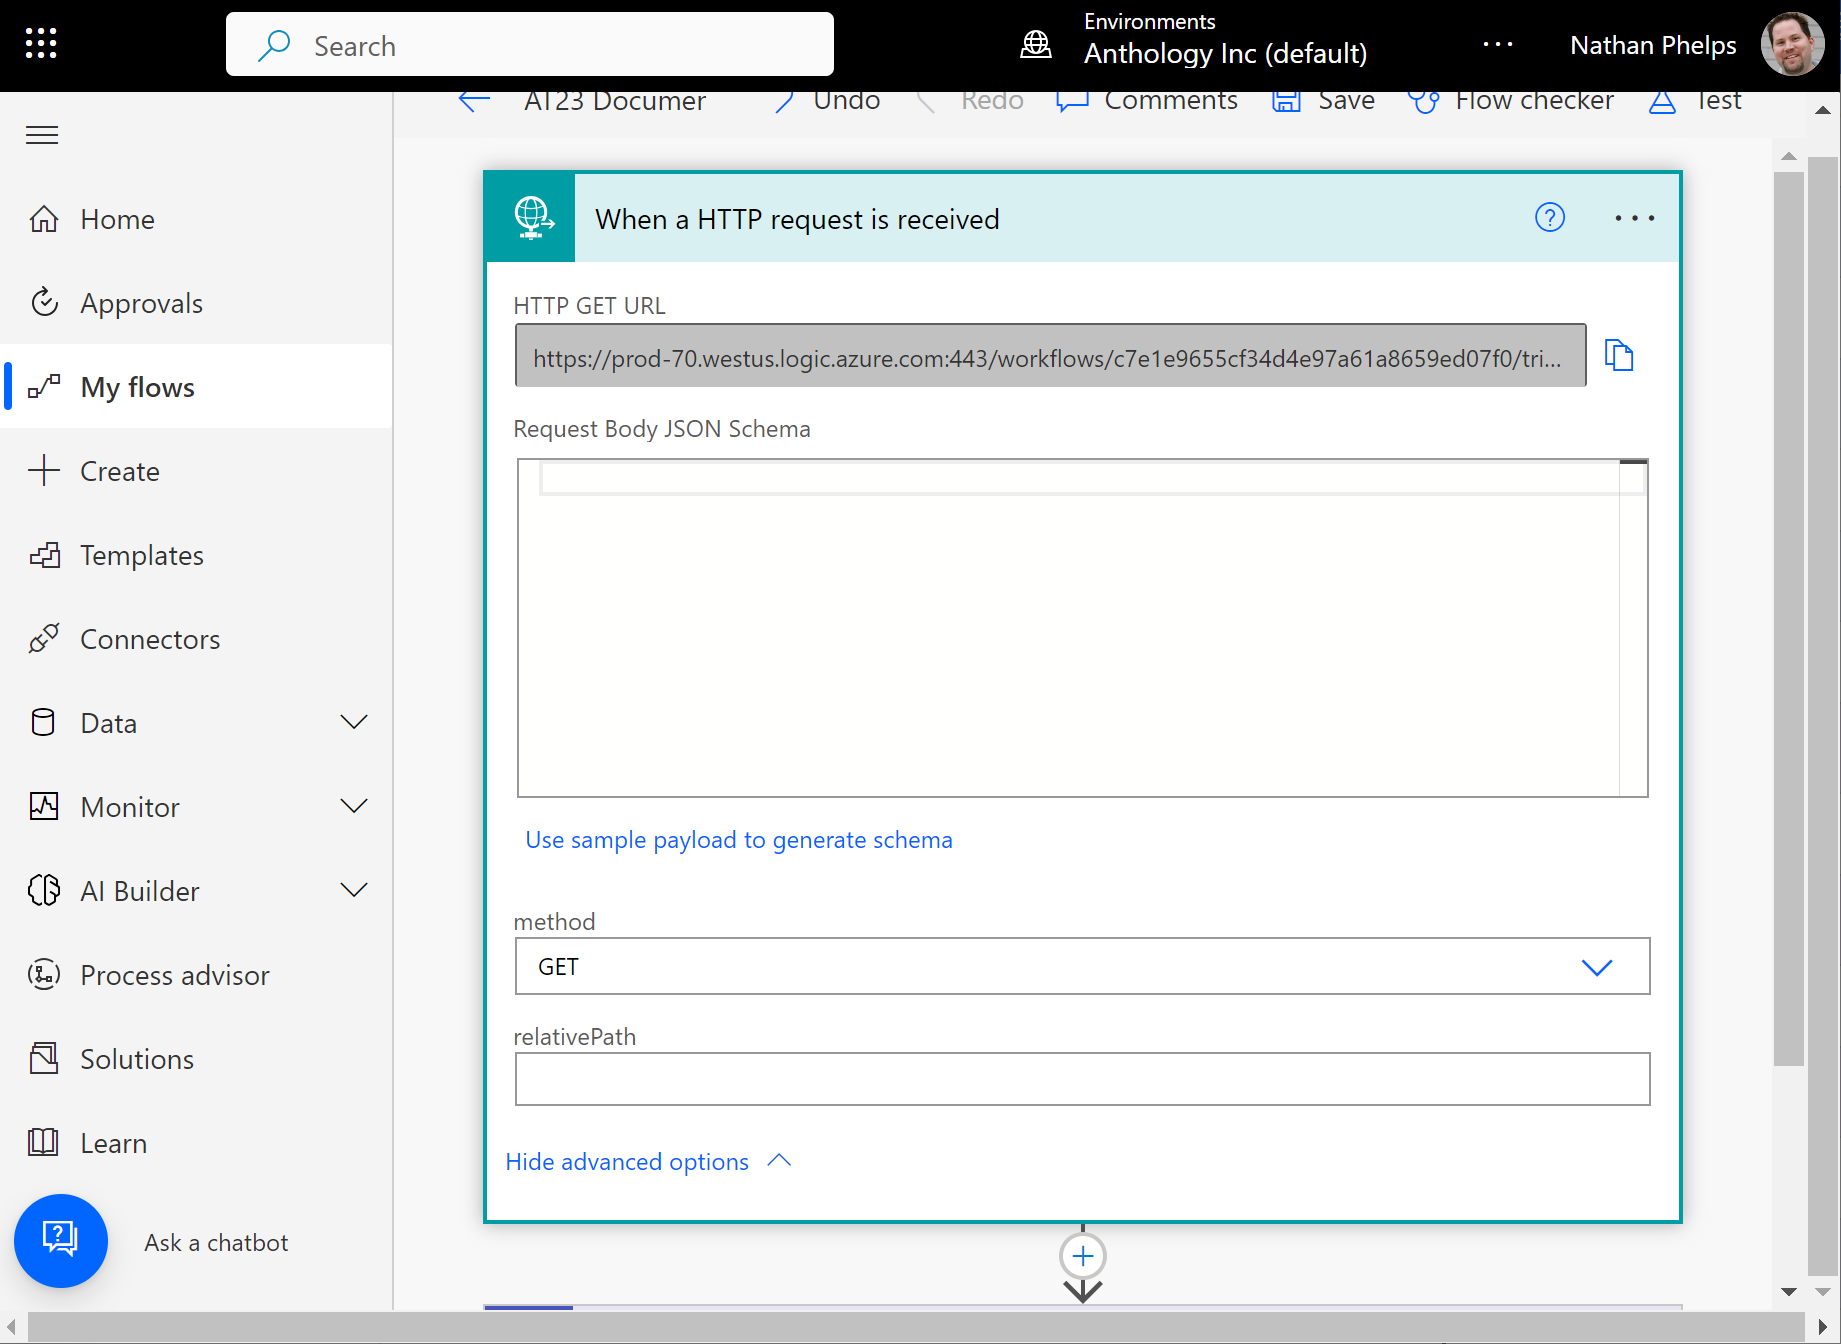 Search
Environments
Anthology Inc (default)
Nathan Phelps
AT23 Documer
Undo
Redo
Comments
Save
Flow checker
Test
Home
Approvals
My flows
Create
Templates
Connectors
Data
Monitor
AI Builder
Process advisor
Solutions
Learn
Ask a chatbot
When a HTTP request is received
HTTP GET URL
https://prod-70.westus.logic.azure.com:443/workflows/c7e1e9655cf34d4e97a61a8659ed07f0/tri...
Request Body JSON Schema
Use sample payload to generate schema
method
GET
relativePath
Hide advanced options